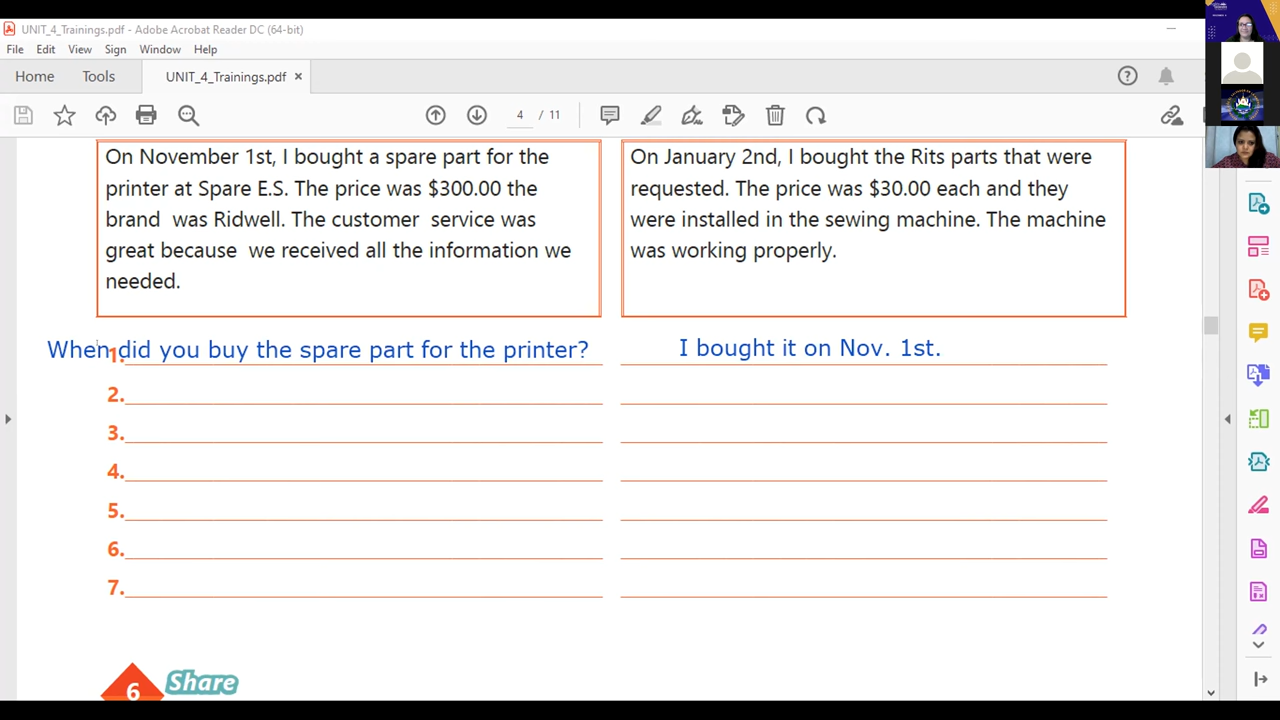 UNIT_4_Trainings.pdf - Adobe Acrobat Reader DC (64-bit)
File Edit View Sign Window Help
Home Tools UNIT_4_Trainings.pdf ×
4 / 11
On November 1st, I bought a spare part for the
printer at Spare E.S. The price was $300.00 the
brand was Ridwell. The customer service was
great because we received all the information we
needed.
On January 2nd, I bought the Rits parts that were
requested. The price was $30.00 each and they
were installed in the sewing machine. The machine
was working properly.
1. When did you buy the spare part for the printer? I bought it on Nov. 1st.
2.
3.
4.
5.
6.
7.
6 Share